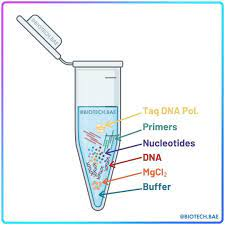 @BIOTECH.BAE
Taq DNA Pol.
Primers
Nucleotides
DNA
MgCl₂
Buffer
@BIOTECH.BAE